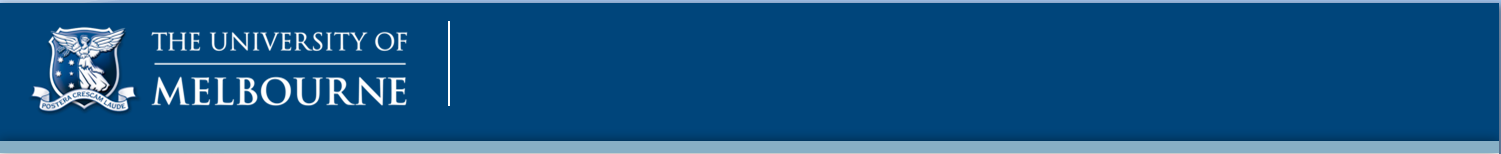 THE UNIVERSITY OF
MELBOURNE
POSTERA CRESCAM LAUDE